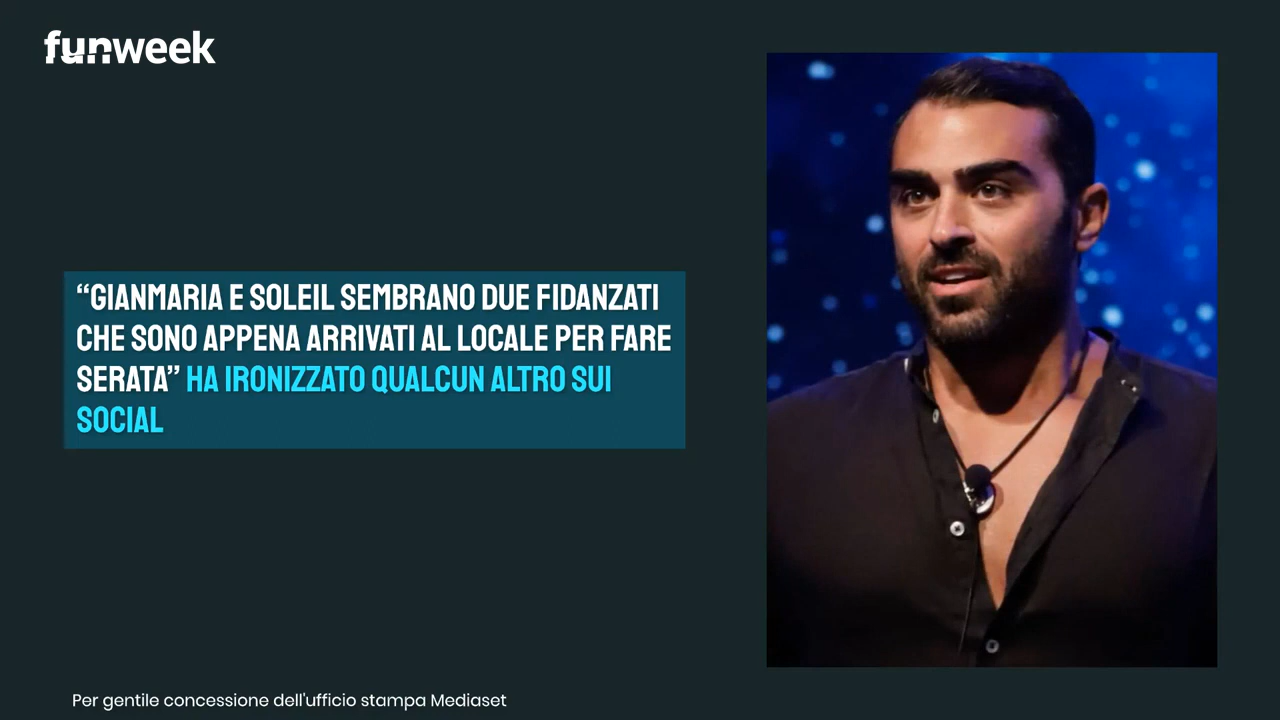 funweek
“GIANMARIA E SOLEIL SEMBRANO DUE FIDANZATI
CHE SONO APPENA ARRIVATI AL LOCALE PER FARE
SERATA” HA IRONIZZATO QUALCUN ALTRO SUI
SOCIAL
Per gentile concessione dell'ufficio stampa Mediaset